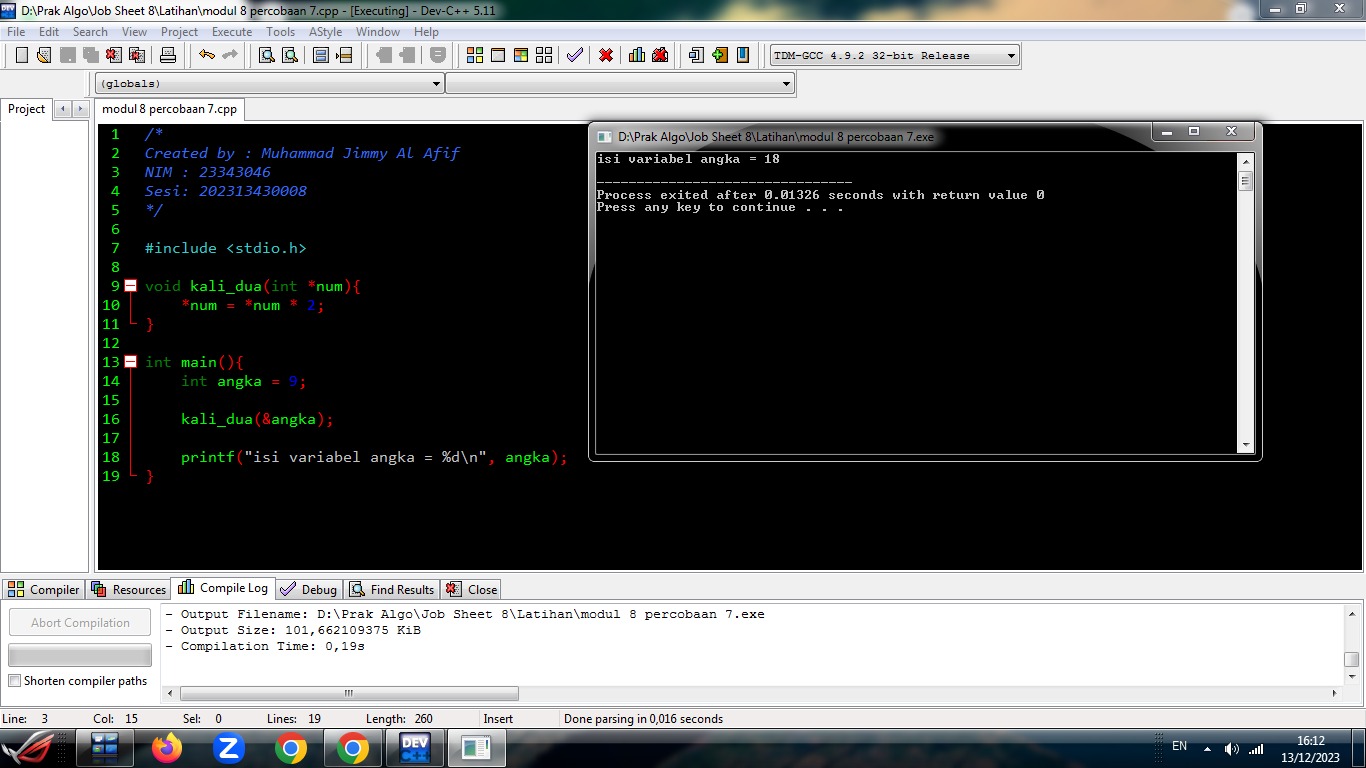 D:\Prak Algo\Job Sheet 8\Latihan\modul 8 percobaan 7.cpp - [Executing] - Dev-C++ 5.11
File Edit Search View Project Execute Tools AStyle Window Help
TDM-GCC 4.9.2 32-bit Release
(globals)
Project
modul 8 percobaan 7.cpp
1 /*
2 Created by : Muhammad Jimmy Al Afif
3 NIM : 23343046
4 Sesi: 202313430008
5 */
6
7 #include <stdio.h>
8
9 void kali_dua(int *num){
10 *num = *num * 2;
11 }
12
13 int main(){
14 int angka = 9;
15
16 kali_dua(&angka);
17
18 printf("isi variabel angka = %d\n", angka);
19 }
D:\Prak Algo\Job Sheet 8\Latihan\modul 8 percobaan 7.exe
isi variabel angka = 18
--------------------------------
Process exited after 0.01326 seconds with return value 0
Press any key to continue . . .
Compiler Resources Compile Log Debug Find Results Close
Abort Compilation
Shorten compiler paths
- Output Filename: D:\Prak Algo\Job Sheet 8\Latihan\modul 8 percobaan 7.exe
- Output Size: 101,662109375 KiB
- Compilation Time: 0,19s
Line: 3 Col: 15 Sel: 0 Lines: 19 Length: 260 Insert Done parsing in 0,016 seconds
DEV C++
EN
16:12
13/12/2023